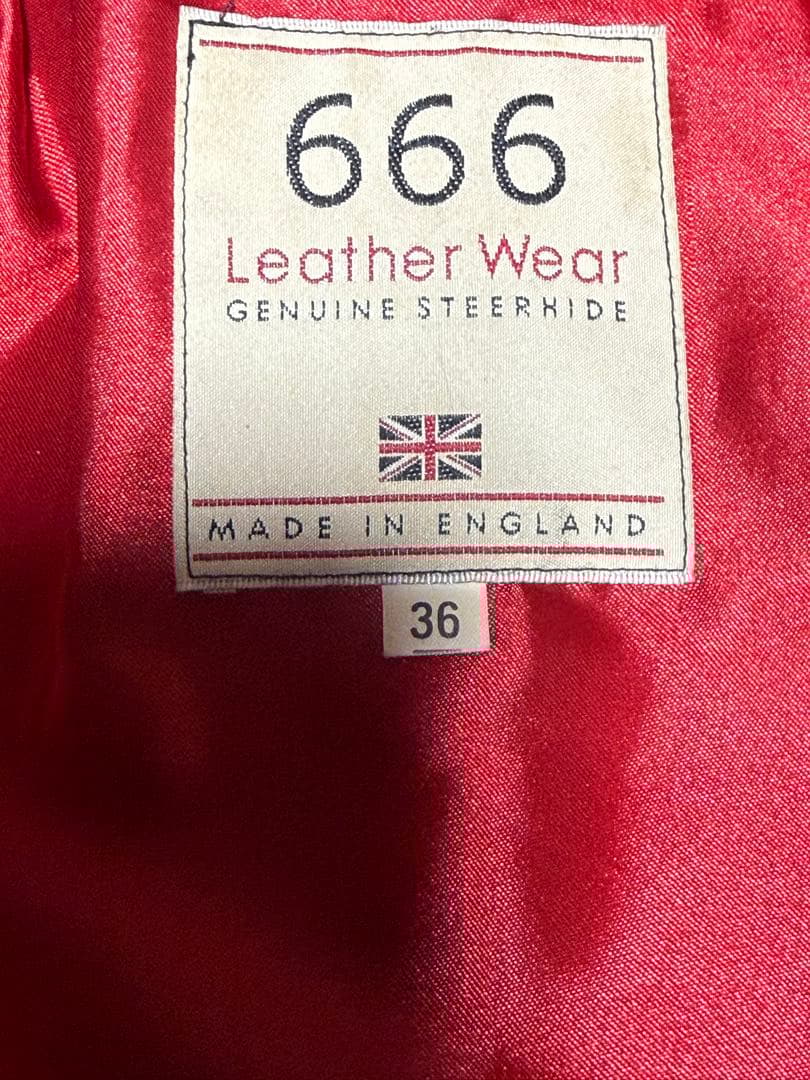 666
Leather Wear
GENUINE STEERHIDE
MADE IN ENGLAND
36